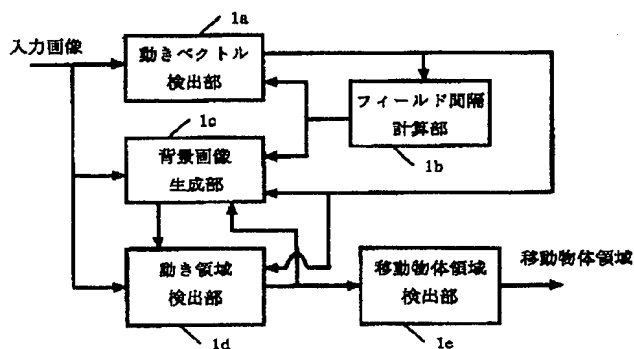 1a
入力画像
動きベクトル
検出部
フィールド間隔
計算部
1b
1c
背景画像
生成部
動き領域
検出部
1d
移動物体領域
検出部
1e
移動物体領域